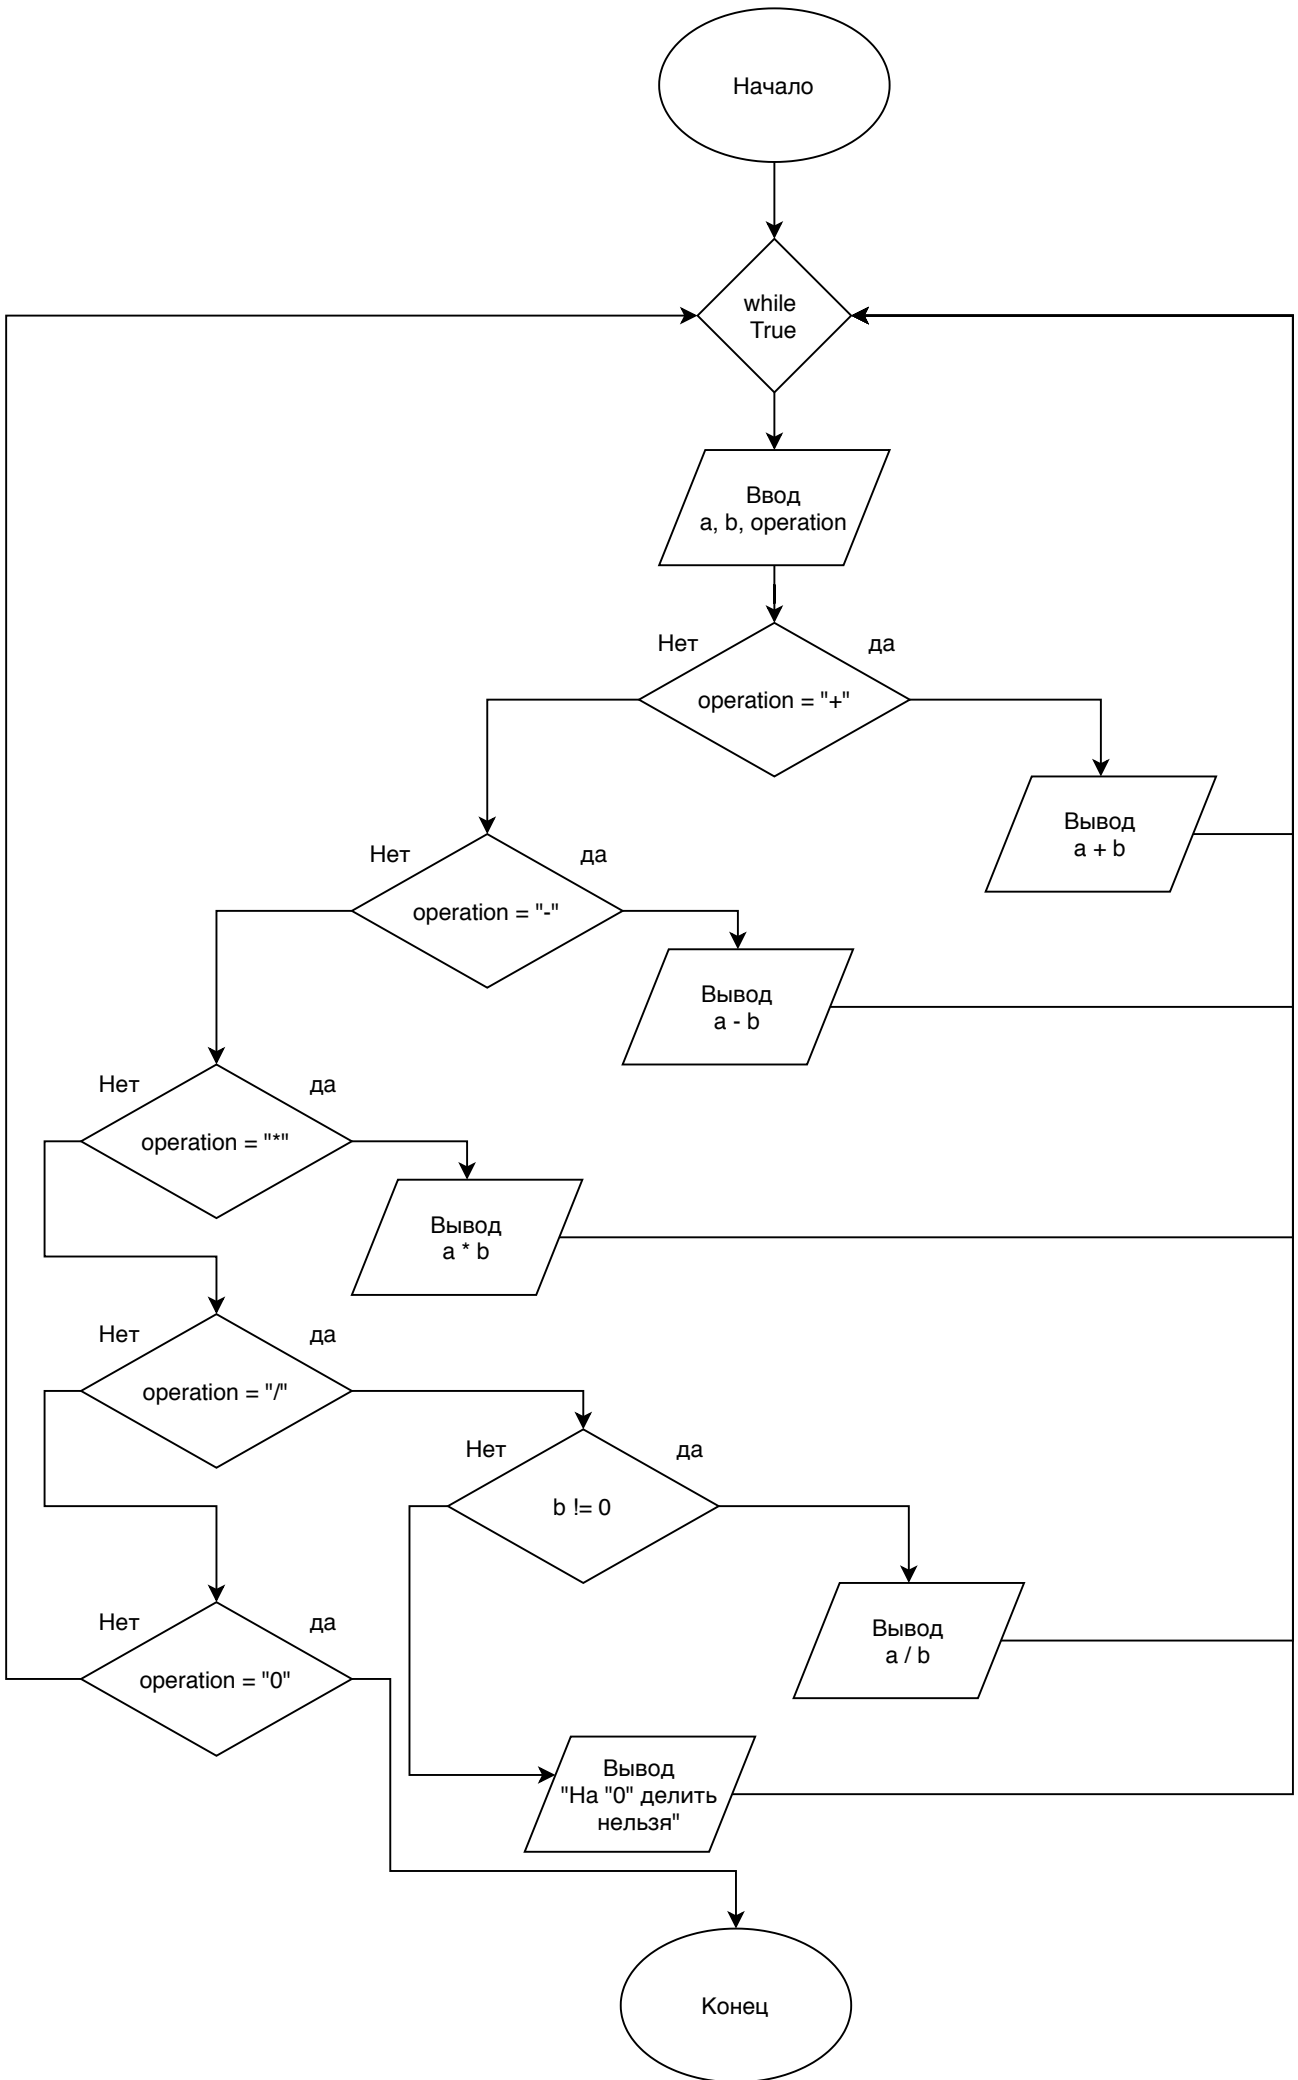 Начало
while
True
Ввод
a, b, operation
Нет
да
operation = "+"
Вывод
a + b
Нет
да
operation = "-"
Вывод
a - b
Нет
да
operation = "*"
Вывод
a * b
Нет
да
operation = "/"
Нет
да
b != 0
Вывод
a / b
Нет
да
operation = "0"
Вывод
"На "0" делить
нельзя"
Конец